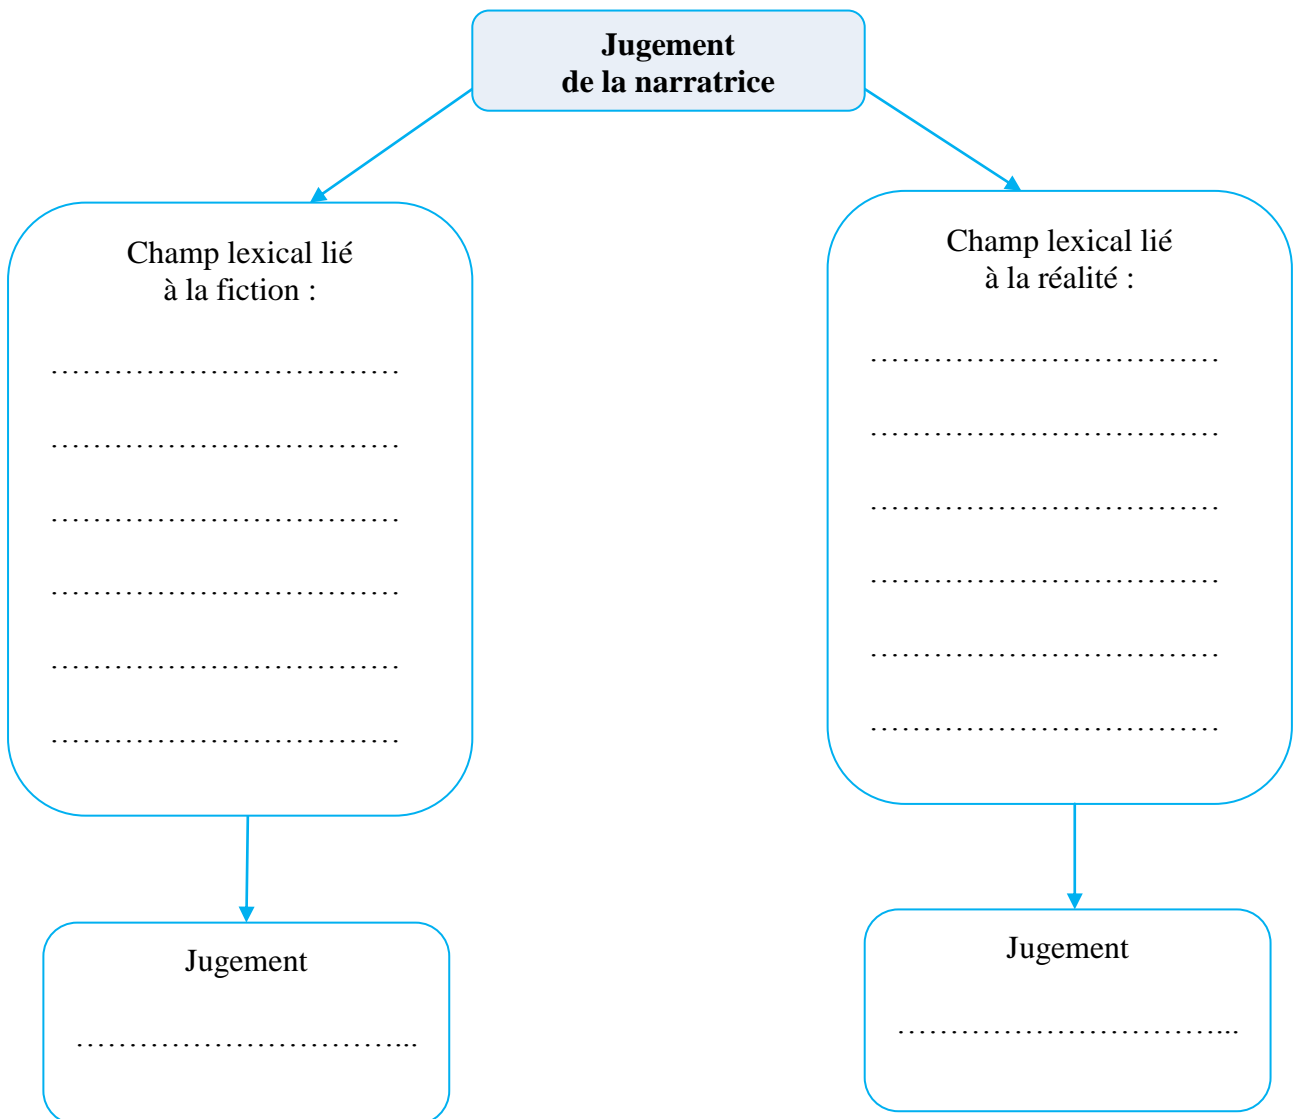 Jugement
de la narratrice
Champ lexical lié
à la fiction :
……………………………
……………………………
……………………………
……………………………
……………………………
……………………………
Jugement
…………………………...
Champ lexical lié
à la réalité :
……………………………
……………………………
……………………………
……………………………
……………………………
……………………………
Jugement
…………………………...